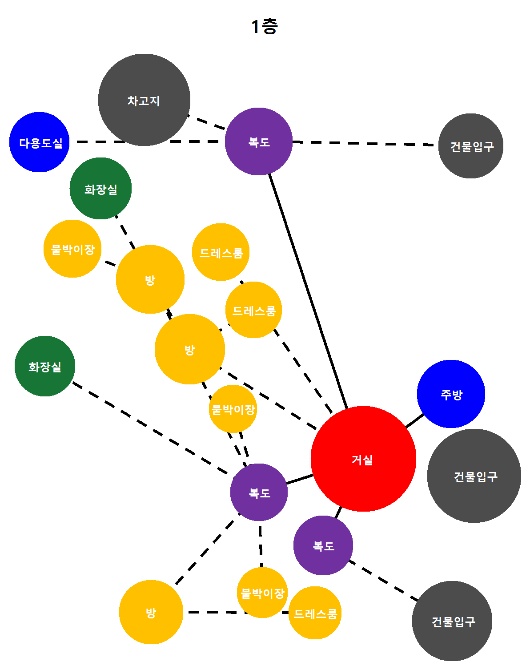 1층
차고지
다용도실
복도
건물입구
화장실
붙박이장
드레스룸
방
드레스룸
방
화장실
주방
붙박이장
거실
건물입구
복도
복도
붙박이장
방
드레스룸
건물입구